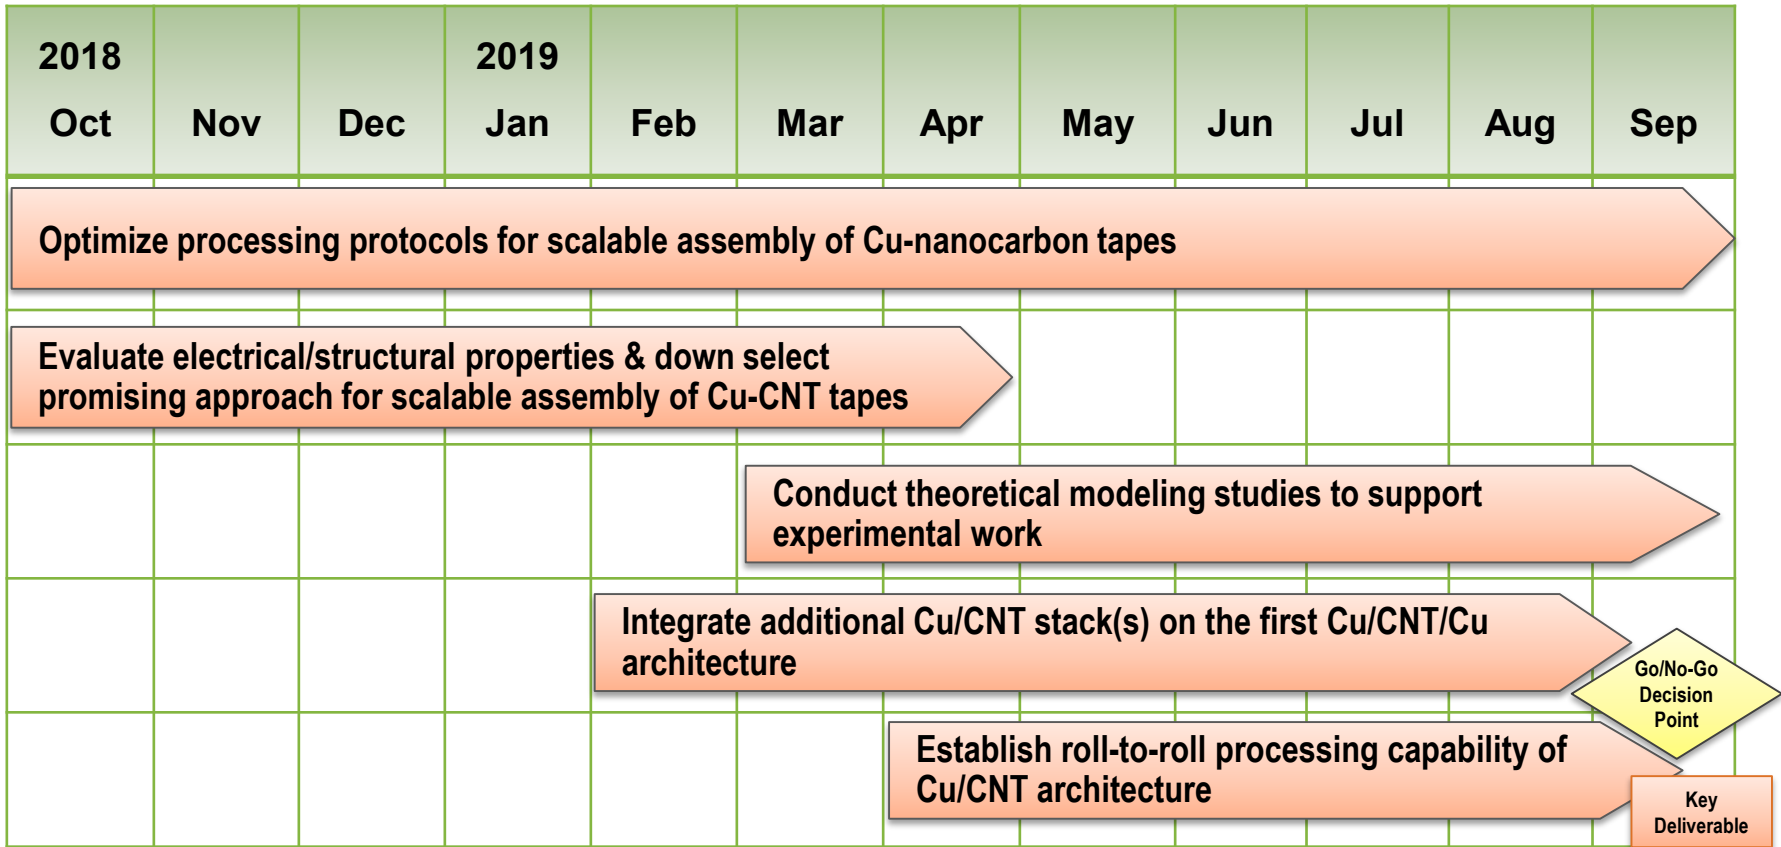 2018
2019
Oct
Nov
Dec
Jan
Feb
Mar
Apr
May
Jun
Jul
Aug
Sep
Optimize processing protocols for scalable assembly of Cu-nanocarbon tapes
Evaluate electrical/structural properties & down select
promising approach for scalable assembly of Cu-CNT tapes
Conduct theoretical modeling studies to support
experimental work
Integrate additional Cu/CNT stack(s) on the first Cu/CNT/Cu
architecture
Go/No-Go
Decision
Point
Establish roll-to-roll processing capability of
Cu/CNT architecture
Key
Deliverable